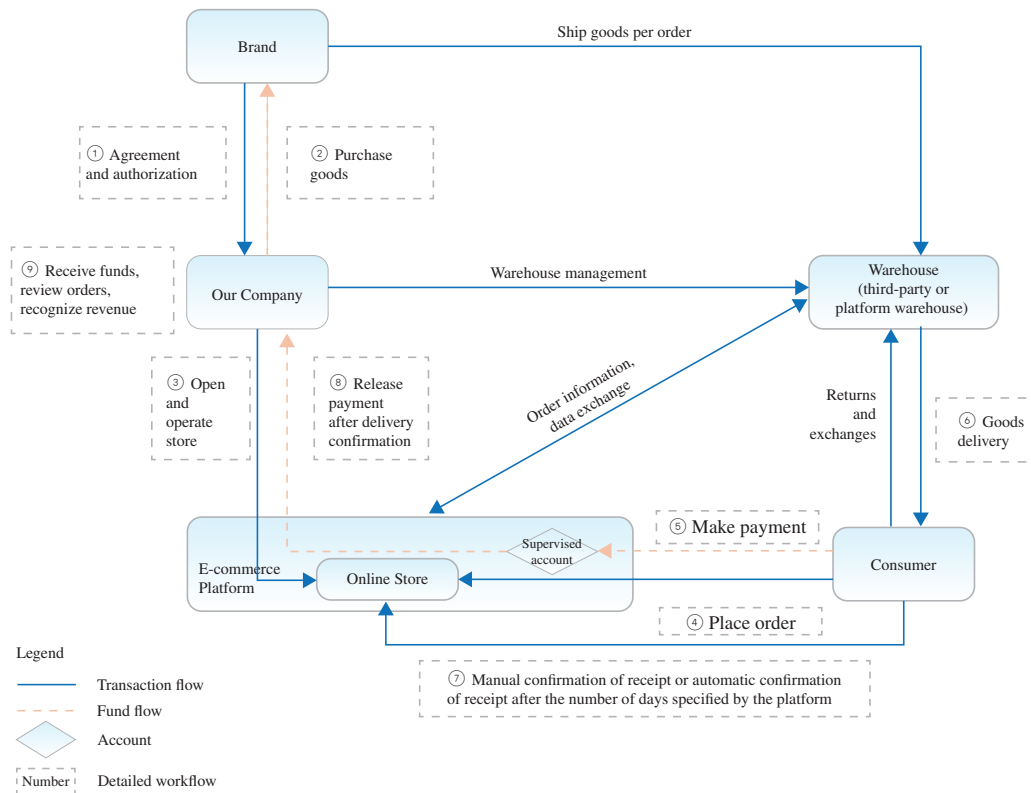 Brand
Ship goods per order
① Agreement
and authorization
② Purchase
goods
⑨ Receive funds,
review orders,
recognize revenue
Our Company
Warehouse management
Warehouse
(third-party or
platform warehouse)
③ Open
and
operate
store
⑧ Release
payment
after delivery
confirmation
Order information,
data exchange
Returns
and
exchanges
⑥ Goods
delivery
⑤ Make payment
Supervised
account
E-commerce
Platform
Online Store
Consumer
④ Place order
⑦ Manual confirmation of receipt or automatic confirmation
of receipt after the number of days specified by the platform
Legend
Transaction flow
Fund flow
Account
Number
Detailed workflow